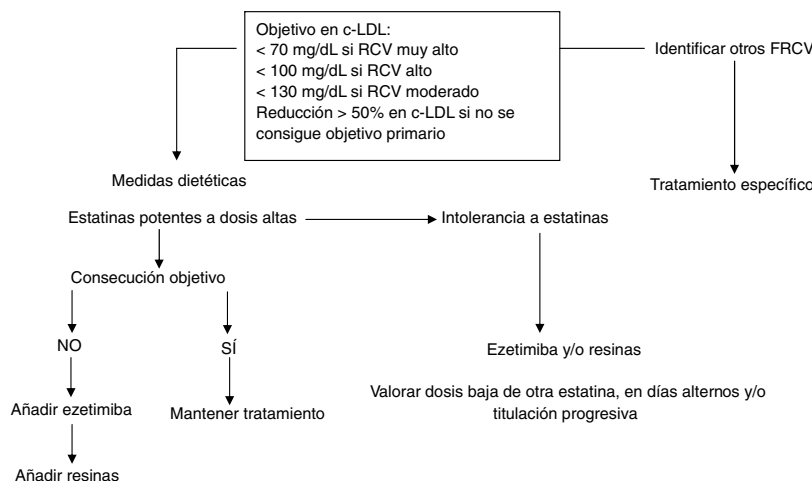 Objetivo en c-LDL:
< 70 mg/dL si RCV muy alto
< 100 mg/dL si RCV alto
< 130 mg/dL si RCV moderado
Reducción > 50% en c-LDL si no se
consigue objetivo primario
Identificar otros FRCV
Medidas dietéticas
Tratamiento específico
Estatinas potentes a dosis altas
Intolerancia a estatinas
Consecución objetivo
NO
SÍ
Ezetimiba y/o resinas
Añadir ezetimiba
Mantener tratamiento
Valorar dosis baja de otra estatina, en días alternos y/o
titulación progresiva
Añadir resinas